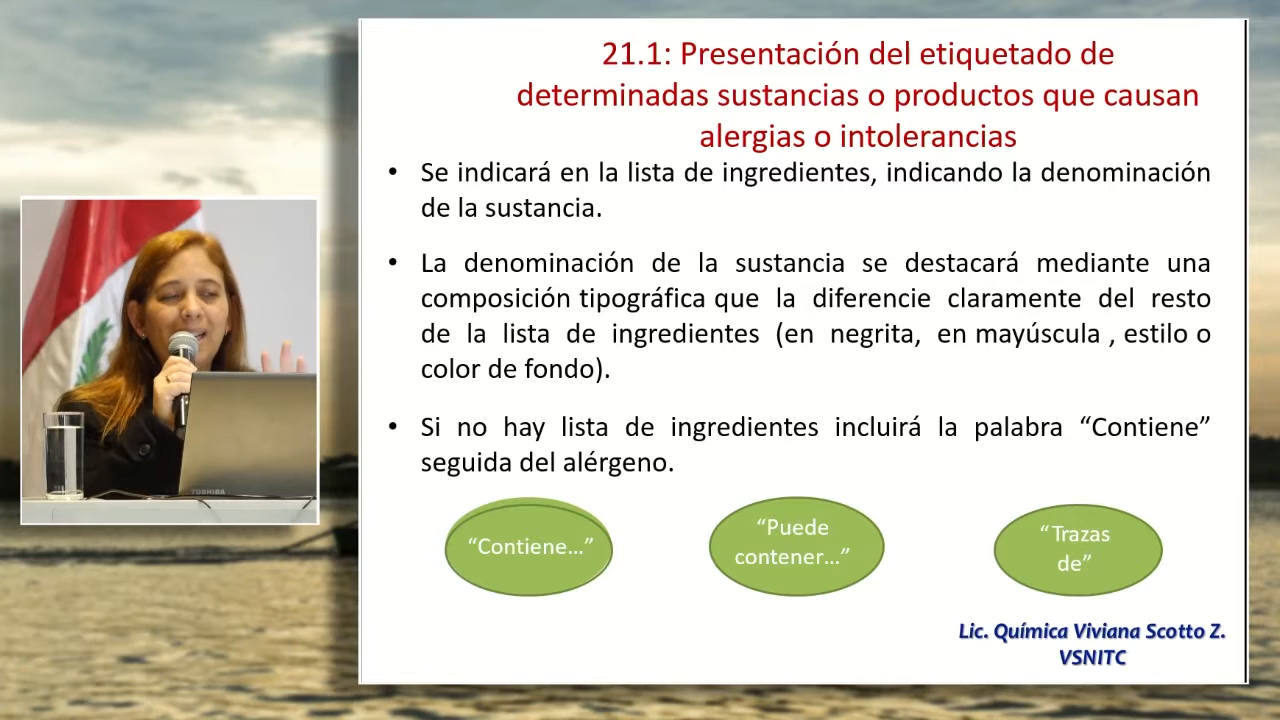 21.1: Presentación del etiquetado de
determinadas sustancias o productos que causan
alergias o intolerancias
• Se indicará en la lista de ingredientes, indicando la denominación
de la sustancia.
• La denominación de la sustancia se destacará mediante una
composición tipográfica que la diferencie claramente del resto
de la lista de ingredientes (en negrita, en mayúscula , estilo o
color de fondo).
• Si no hay lista de ingredientes incluirá la palabra “Contiene”
seguida del alérgeno.
“Contiene…”
“Puede
contener…”
“Trazas
de”
Lic. Química Viviana Scotto Z.
VSNITC
TOSHIBA